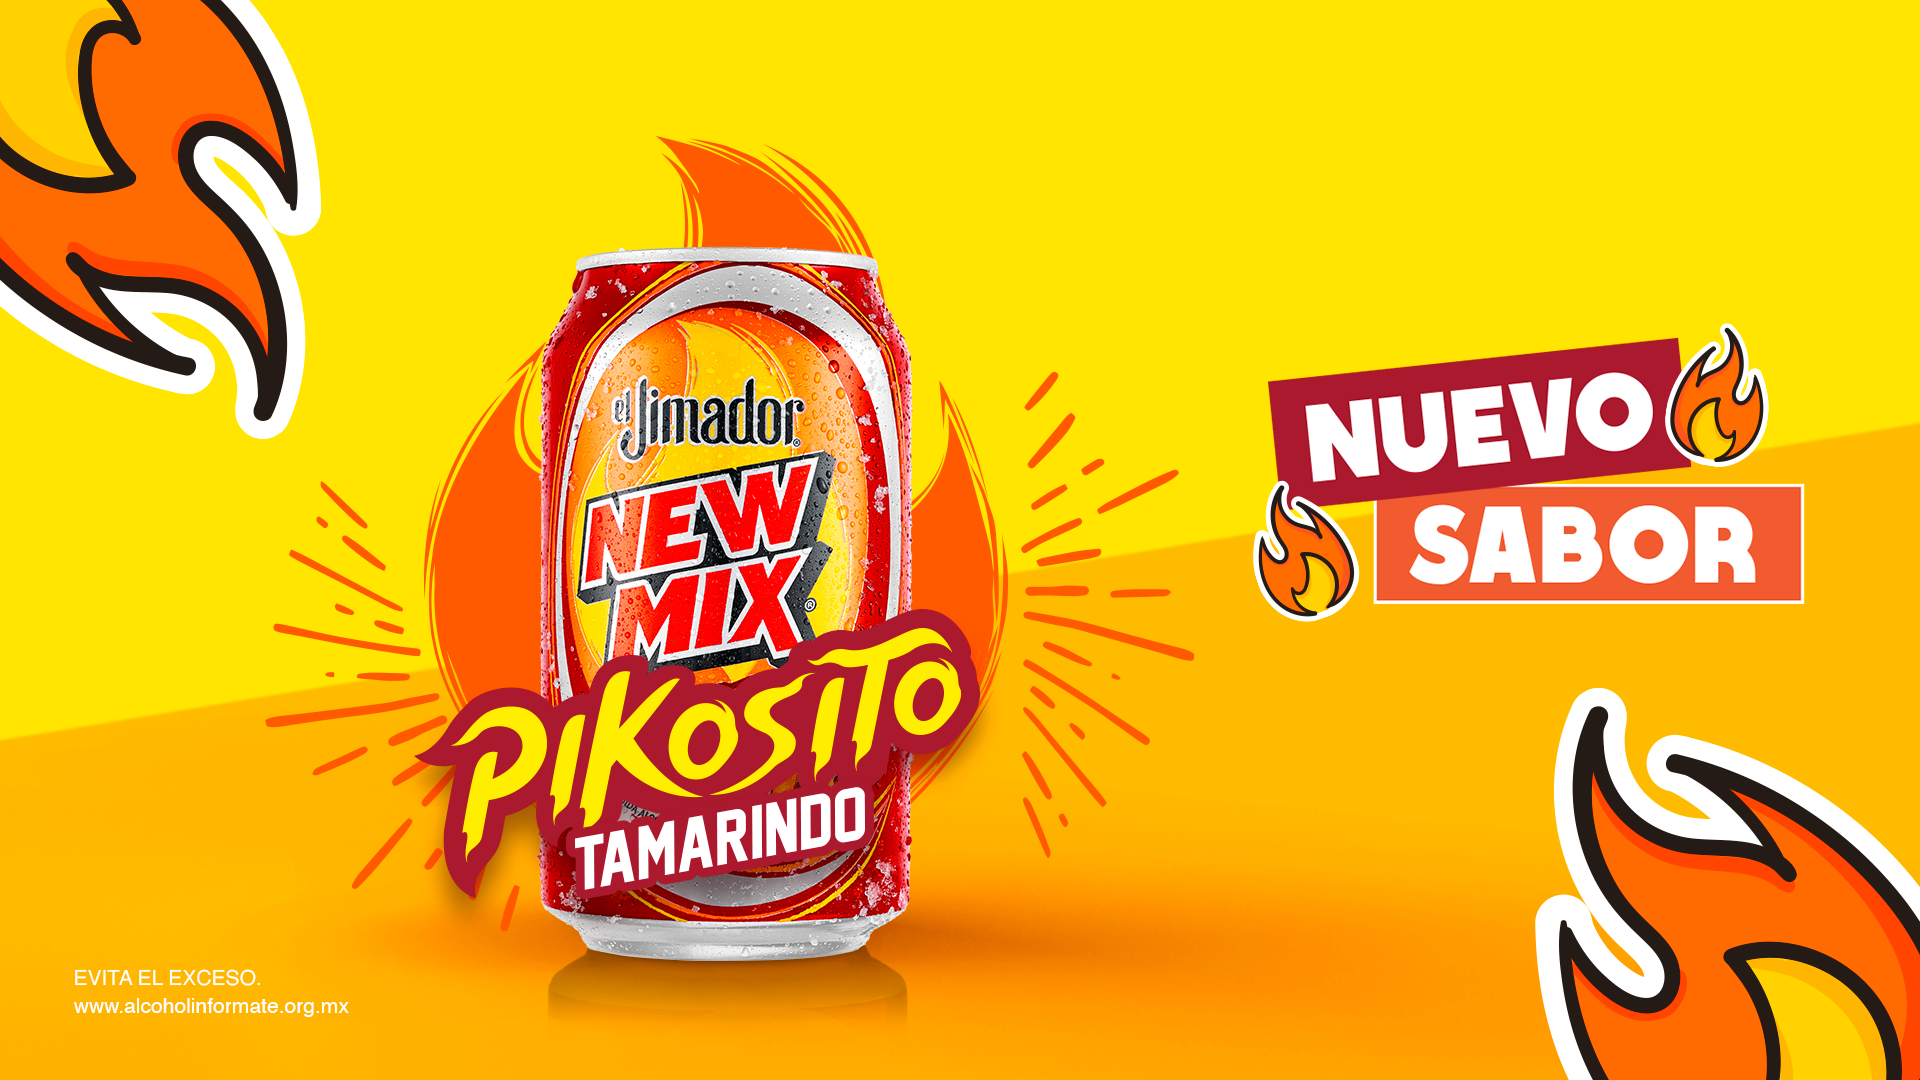 el Jimador®
NEW
MIX®
PIKOSITO
TAMARINDO
NUEVO
SABOR
EVITA EL EXCESO.
www.alcoholinformate.org.mx